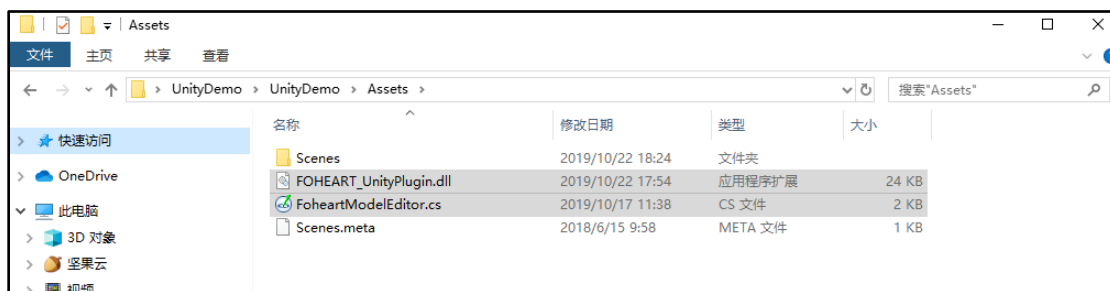 Assets
文件 主页 共享 查看
UnityDemo > UnityDemo > Assets >
搜索"Assets"
名称 修改日期 类型 大小
快速访问
Scenes 2019/10/22 18:24 文件夹
OneDrive
FOHEART_UnityPlugin.dll 2019/10/22 17:54 应用程序扩展 24 KB
此电脑
FoheartModelEditor.cs 2019/10/17 11:38 CS 文件 2 KB
3D 对象
Scenes.meta 2018/6/15 9:58 META 文件 1 KB
坚果云
视频